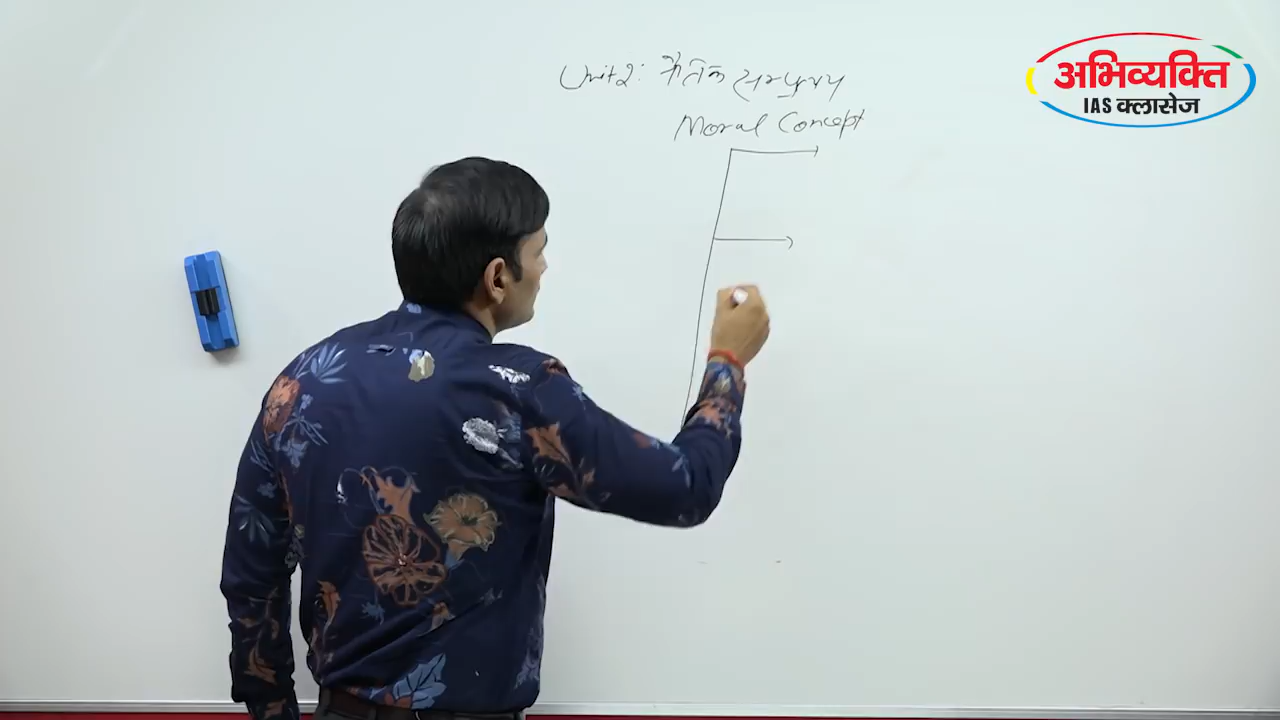 Unit 2: नैतिक सम्प्रत्यय
Moral Concept
अभिव्यक्ति
IAS क्लासेज